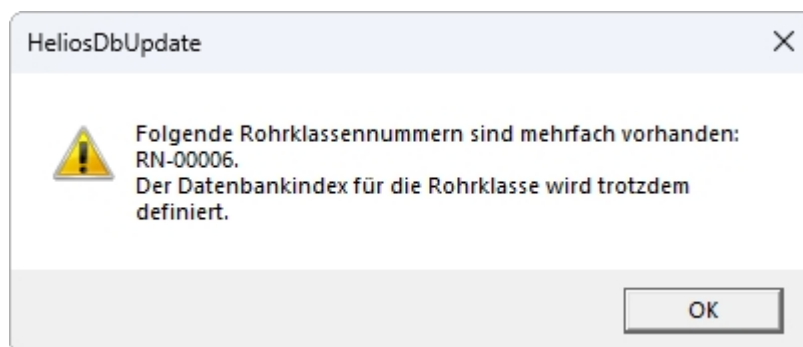 HeliosDbUpdate
Folgende Rohrklassennummern sind mehrfach vorhanden:
RN-00006.
Der Datenbankindex für die Rohrklasse wird trotzdem
definiert.
OK